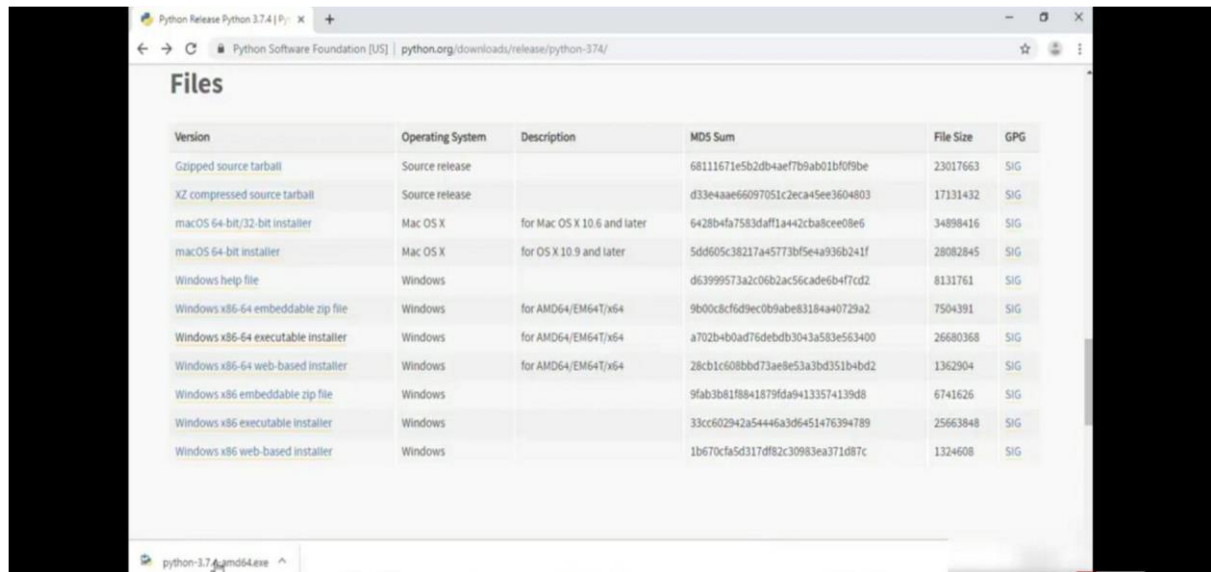 Python Release Python 3.7.4 | Py
Python Software Foundation [US] | python.org/downloads/release/python-374/
Files
Version Operating System Description MD5 Sum File Size GPG
Gzipped source tarball Source release 68111671e5b2db4aef7b9ab01bf0f9be 23017663 SIG
XZ compressed source tarball Source release d33e4aae66097051c2eca45ee3604803 17131432 SIG
macOS 64-bit/32-bit installer Mac OS X for Mac OS X 10.6 and later 6428b4fa7583daff1a442cba8cee08e6 34898416 SIG
macOS 64-bit installer Mac OS X for OS X 10.9 and later 5dd605c38217a45773bf5e4a936b241f 28082845 SIG
Windows help file Windows d63999573a2c06b2ac56cade6b4f7cd2 8131761 SIG
Windows x86-64 embeddable zip file Windows for AMD64/EM64T/x64 9b00c8cf6d9ec0b9abe83184a40729a2 7504391 SIG
Windows x86-64 executable installer Windows for AMD64/EM64T/x64 a702b4b0ad76debdb3043a583e563400 26680368 SIG
Windows x86-64 web-based installer Windows for AMD64/EM64T/x64 28cb1c608bbd73ae8e53a3bd351b4bd2 1362904 SIG
Windows x86 embeddable zip file Windows 9fab3b81f8841879fda94133574139d8 6741626 SIG
Windows x86 executable installer Windows 33cc602942a54446a3d6451476394789 25663848 SIG
Windows x86 web-based installer Windows 1b670cfa5d317df82c30983ea371d87c 1324608 SIG
python-3.7.4-amd64.exe